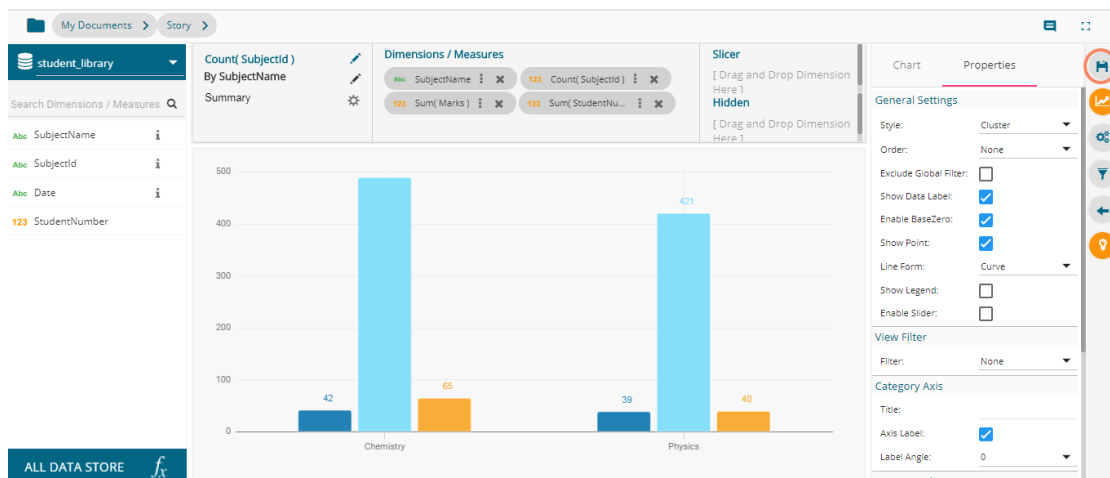 My Documents > Story >
student_library
Search Dimensions / Measures
Abc SubjectName i
Abc SubjectId i
Abc Date i
123 StudentNumber
ALL DATA STORE fx
Count( SubjectId )
By SubjectName
Summary
Dimensions / Measures
Abc SubjectName 123 Count( SubjectId )
123 Sum( Marks ) 123 Sum( StudentNu...
Slicer
[ Drag and Drop Dimension
Here ]
Hidden
[ Drag and Drop Dimension
Here ]
500
400
300
200
100
0
42
65
Chemistry
39
421
40
Physics
Chart Properties
General Settings
Style: Cluster
Order: None
Exclude Global Filter:
Show Data Label:
Enable BaseZero:
Show Point:
Line Form: Curve
Show Legend:
Enable Slider:
View Filter
Filter: None
Category Axis
Title:
Axis Label:
Label Angle: 0